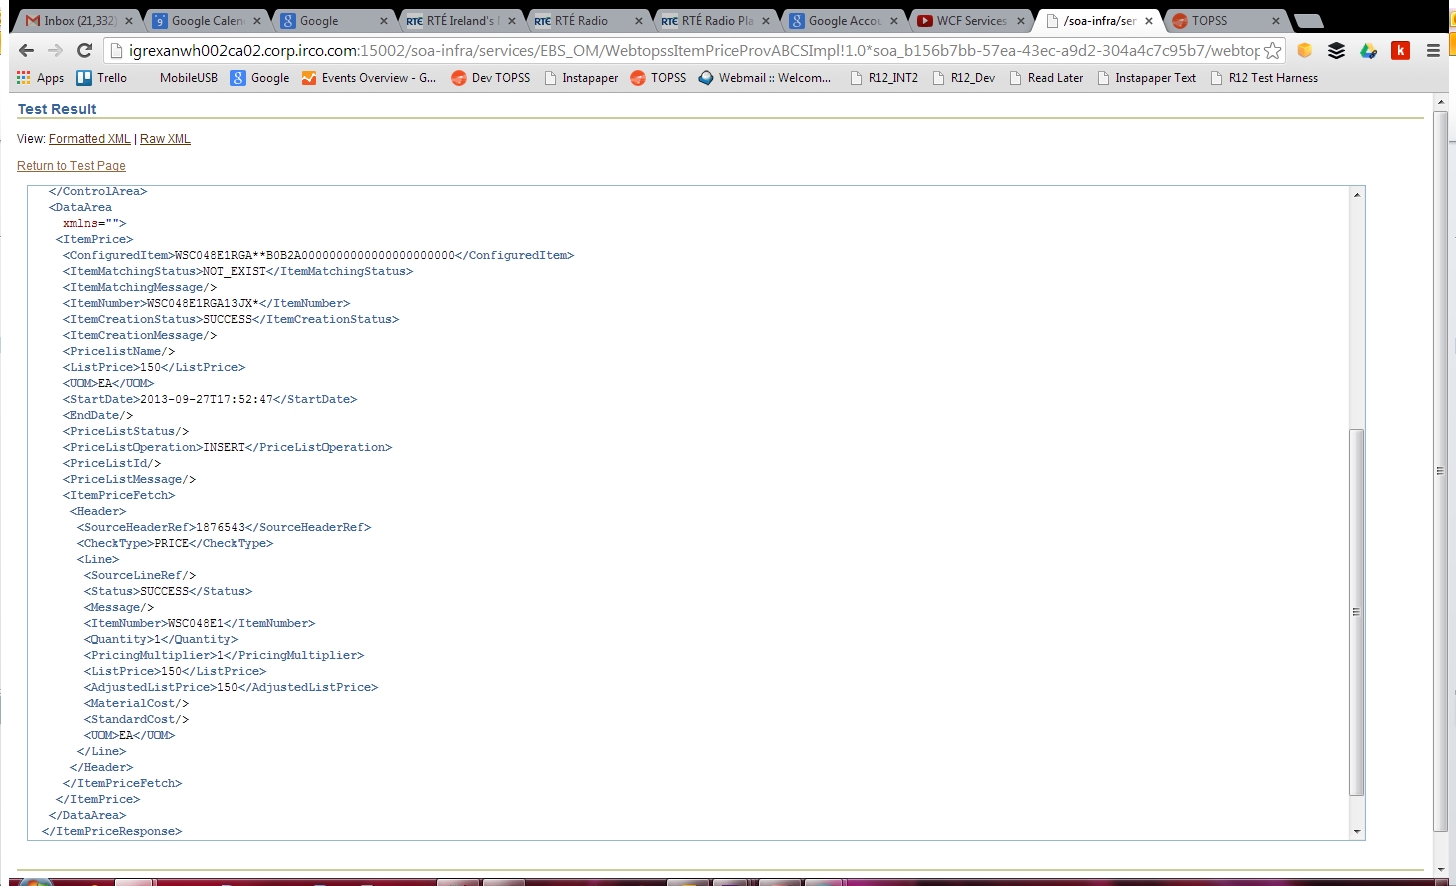 Inbox (21,332)
Google Calen
Google
RTÉ Ireland's
RTÉ Radio
RTÉ Radio Pla
Google Accou
WCF Services
/soa-infra/ser
TOPSS
igrexanwh002ca02.corp.irco.com:15002/soa-infra/services/EBS_OM/WebtopssItemPriceProvABCSImpl!1.0*soa_b156b7bb-57ea-43ec-a9d2-304a4c7c95b7/webtop
Apps Trello MobileUSB Google Events Overview - G... Dev TOPSS Instapaper TOPSS Webmail :: Welcom... R12_INT2 R12_Dev Read Later Instapaper Text R12 Test Harness
Test Result
View: Formatted XML | Raw XML
Return to Test Page
</ControlArea>
<DataArea
xmlns="">
<ItemPrice>
<ConfiguredItem>WSC048E1RGA**B0B2A0000000000000000000000</ConfiguredItem>
<ItemMatchingStatus>NOT_EXIST</ItemMatchingStatus>
<ItemMatchingMessage/>
<ItemNumber>WSC048E1RGA13JX*</ItemNumber>
<ItemCreationStatus>SUCCESS</ItemCreationStatus>
<ItemCreationMessage/>
<PricelistName/>
<ListPrice>150</ListPrice>
<UOM>EA</UOM>
<StartDate>2013-09-27T17:52:47</StartDate>
<EndDate/>
<PriceListStatus/>
<PriceListOperation>INSERT</PriceListOperation>
<PriceListId/>
<PriceListMessage/>
<ItemPriceFetch>
<Header>
<SourceHeaderRef>1876543</SourceHeaderRef>
<CheckType>PRICE</CheckType>
<Line>
<SourceLineRef/>
<Status>SUCCESS</Status>
<Message/>
<ItemNumber>WSC048E1</ItemNumber>
<Quantity>1</Quantity>
<PricingMultiplier>1</PricingMultiplier>
<ListPrice>150</ListPrice>
<AdjustedListPrice>150</AdjustedListPrice>
<MaterialCost/>
<StandardCost/>
<UOM>EA</UOM>
</Line>
</Header>
</ItemPriceFetch>
</ItemPrice>
</DataArea>
</ItemPriceResponse>